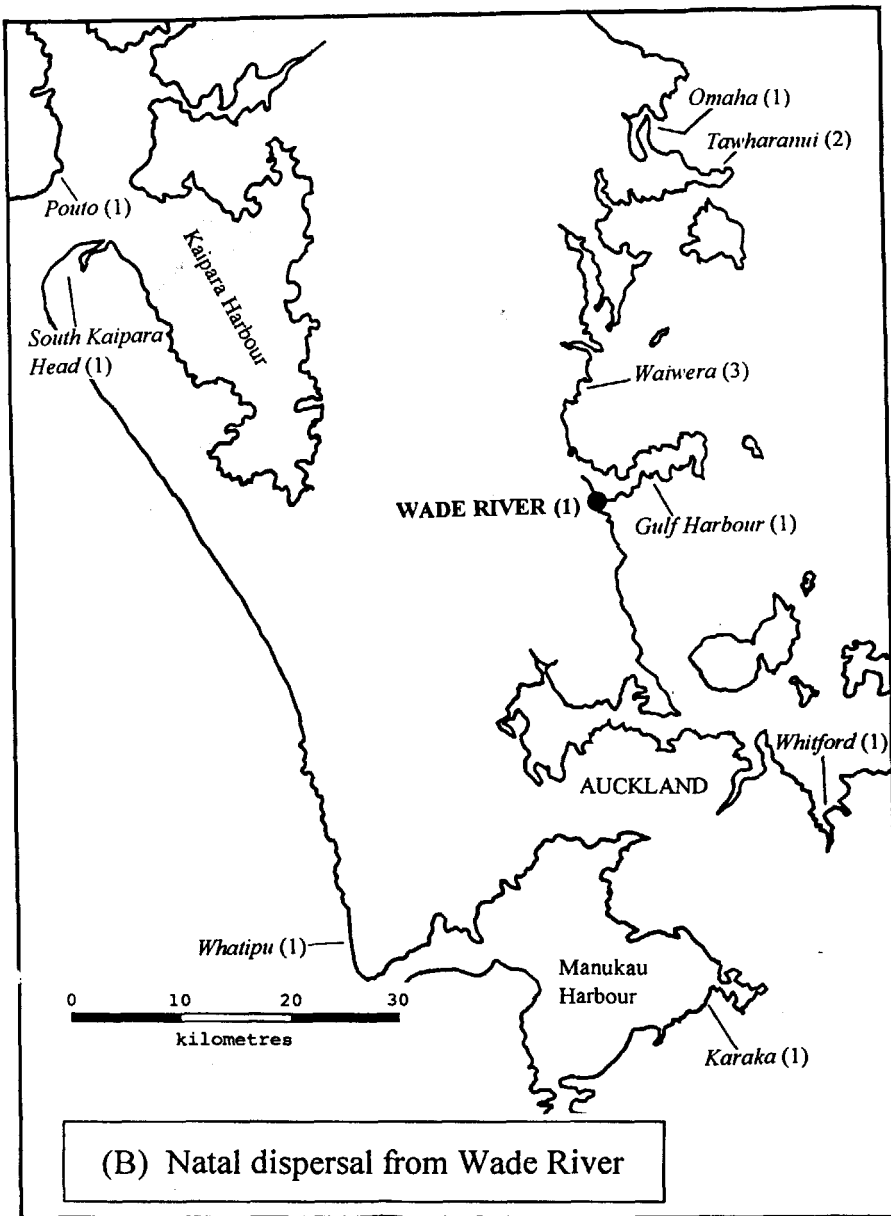 Omaha (1)
Tawharanui (2)
Pouto (1)
Kaipara Harbour
South Kaipara
Head (1)
Waiwera (3)
WADE RIVER (1)
Gulf Harbour (1)
Whitford (1)
AUCKLAND
Whatipu (1)
Manukau
Harbour
0 10 20 30
kilometres
Karaka (1)
(B) Natal dispersal from Wade River